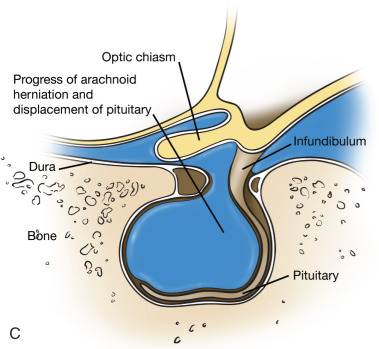 Optic chiasm
Progress of arachnoid
herniation and
displacement of pituitary
Infundibulum
Dura
Bone
Pituitary
C